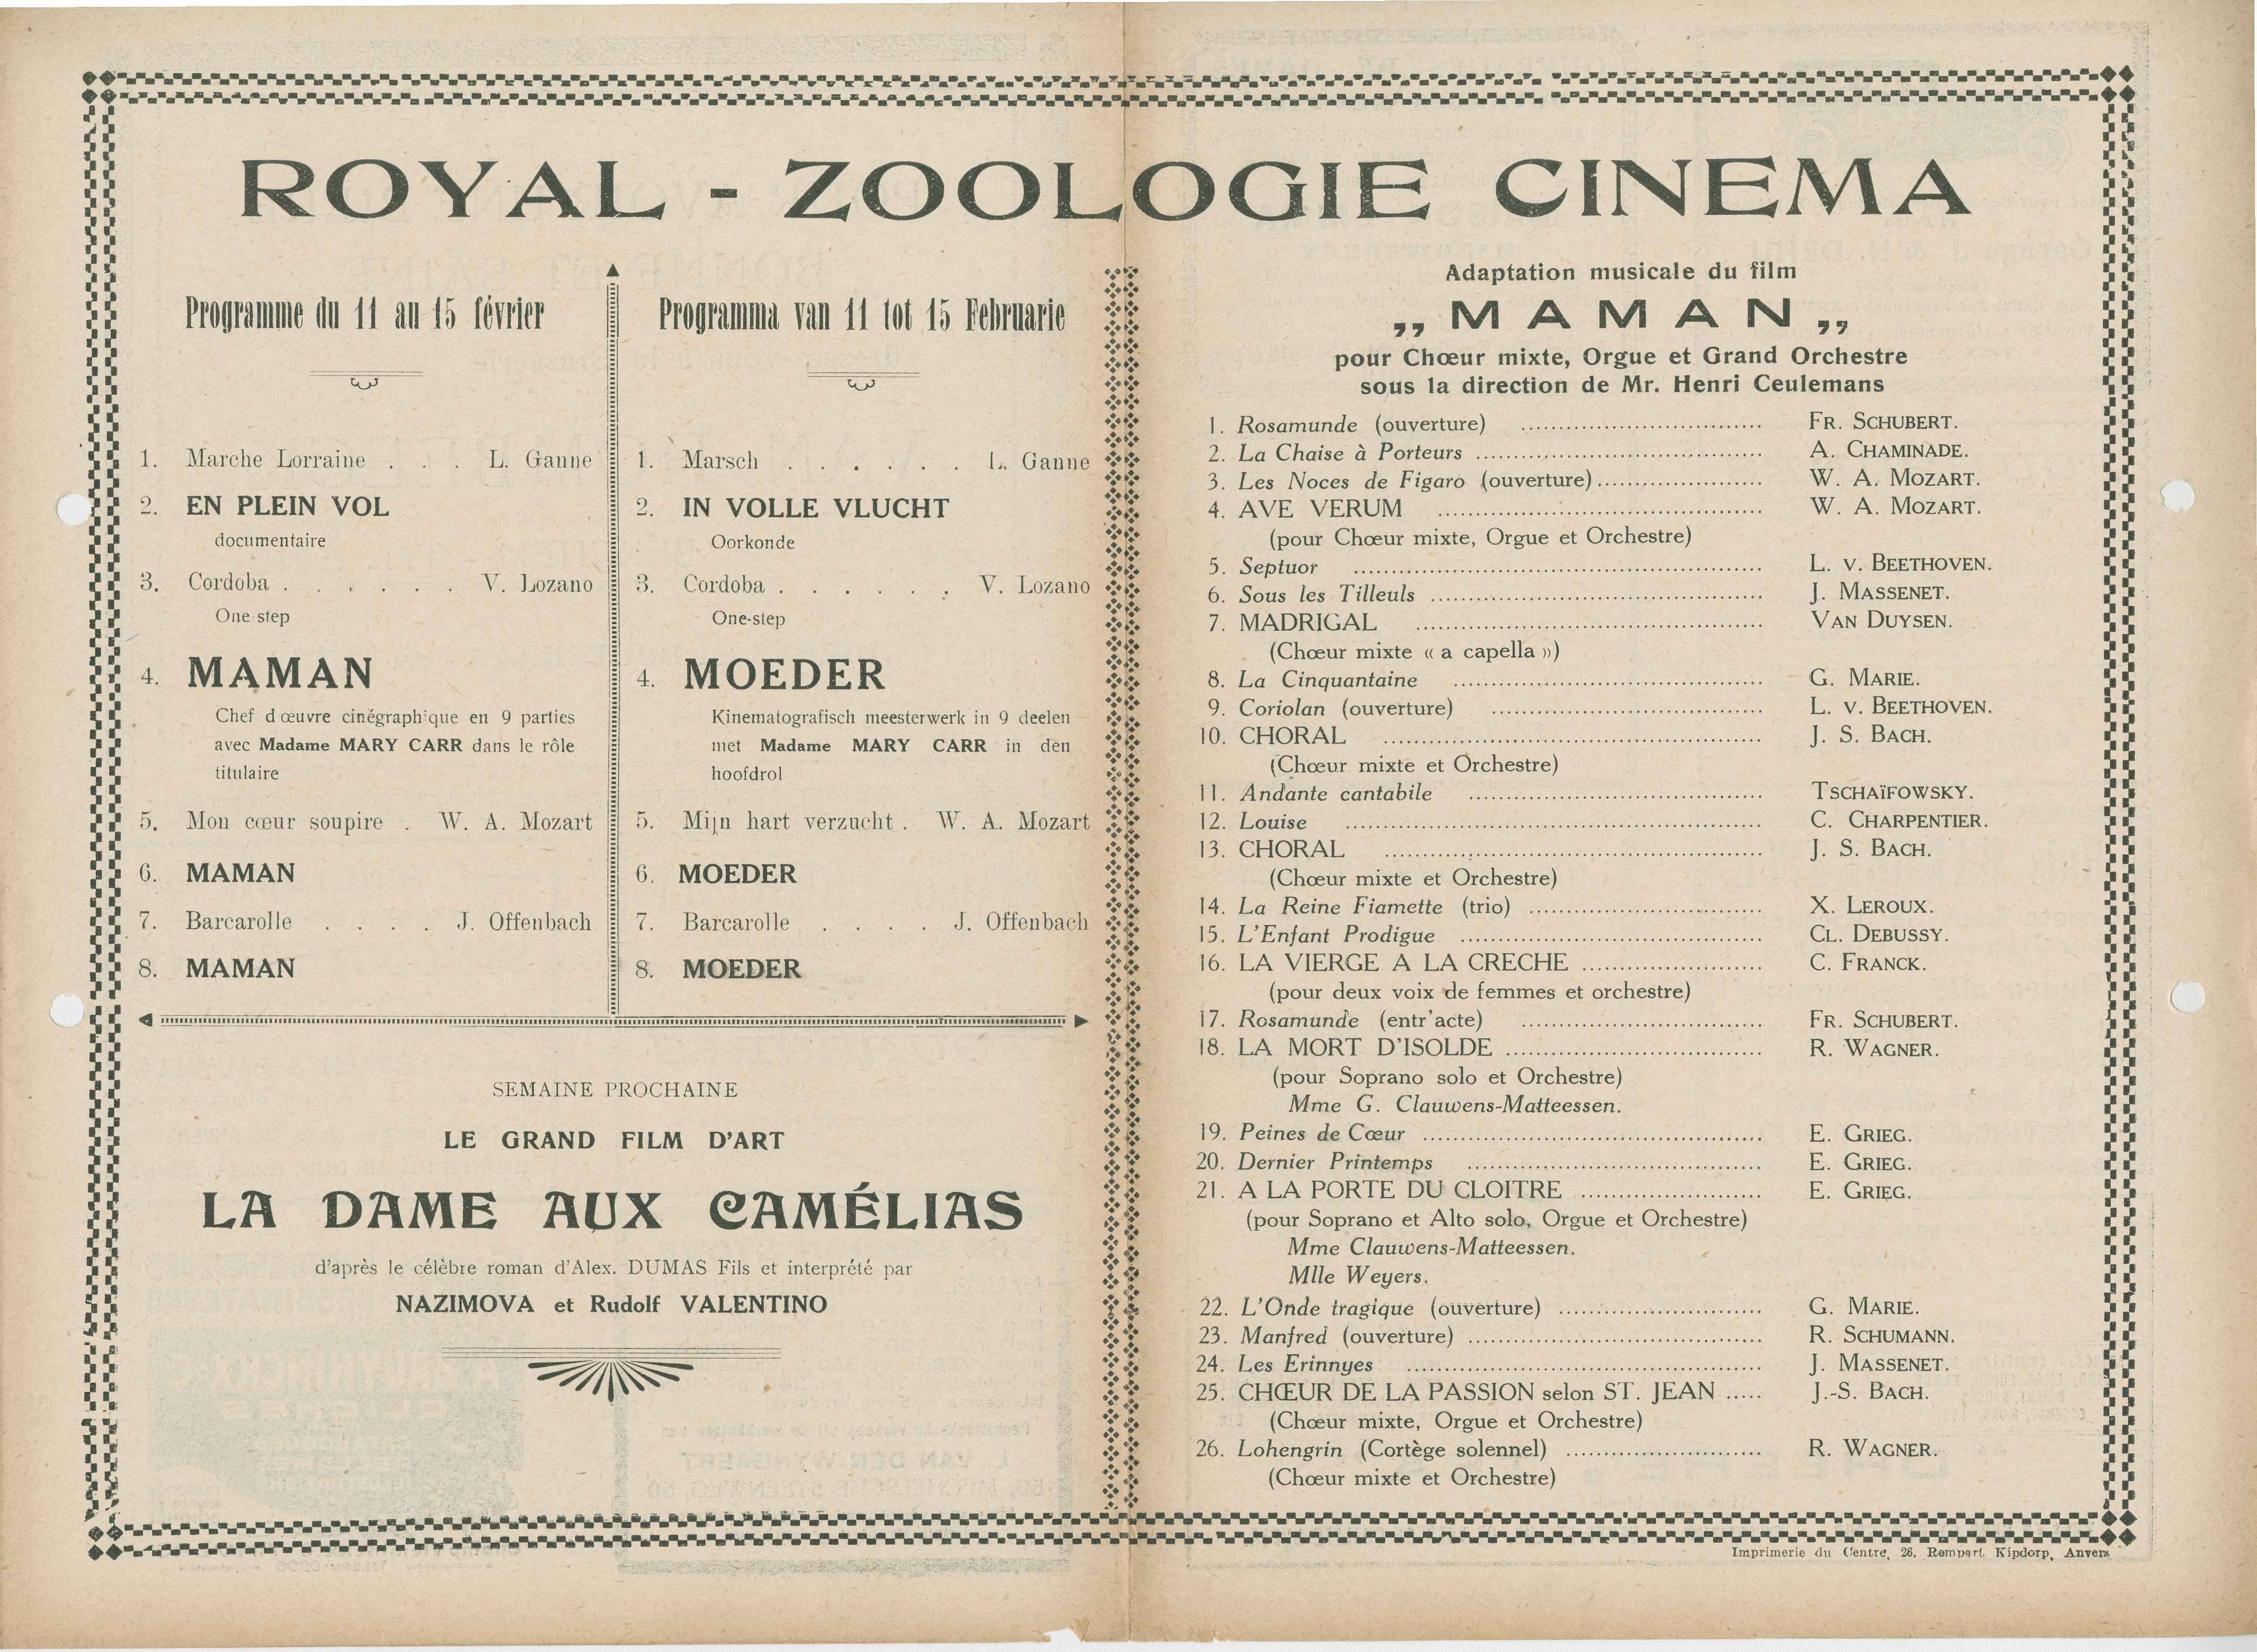 ROYAL - ZOOLOGIE CINEMA
Programme du 11 au 15 février
1. Marche Lorraine . . . L. Ganne
2. EN PLEIN VOL
documentaire
3. Cordoba . . . . . . V. Lozano
One step
4. MAMAN
Chef d œuvre cinégraphique en 9 parties
avec Madame MARY CARR dans le rôle
titulaire
5. Mon cœur soupire . W. A. Mozart
6. MAMAN
7. Barcarolle . . . . J. Offenbach
8. MAMAN
Programma van 11 tot 15 Februarie
1. Marsch . . . . . . L. Ganne
2. IN VOLLE VLUCHT
Oorkonde
3. Cordoba . . . . . . V. Lozano
One-step
4. MOEDER
Kinematografisch meesterwerk in 9 deelen
met Madame MARY CARR in den
hoofdrol
5. Mijn hart verzucht . W. A. Mozart
6. MOEDER
7. Barcarolle . . . . J. Offenbach
8. MOEDER
SEMAINE PROCHAINE
LE GRAND FILM D'ART
LA DAME AUX CAMÉLIAS
d'après le célèbre roman d'Alex. DUMAS Fils et interprété par
NAZIMOVA et Rudolf VALENTINO
Adaptation musicale du film
„ MAMAN „
pour Chœur mixte, Orgue et Grand Orchestre
sous la direction de Mr. Henri Ceulemans
1. Rosamunde (ouverture) ........ FR. SCHUBERT.
2. La Chaise à Porteurs ........ A. CHAMINADE.
3. Les Noces de Figaro (ouverture) ........ W. A. MOZART.
4. AVE VERUM ........ W. A. MOZART.
(pour Chœur mixte, Orgue et Orchestre)
5. Septuor ........ L. V. BEETHOVEN.
6. Sous les Tilleuls ........ J. MASSENET.
7. MADRIGAL ........ VAN DUYSEN.
(Chœur mixte « a capella »)
8. La Cinquantaine ........ G. MARIE.
9. Coriolan (ouverture) ........ L. V. BEETHOVEN.
10. CHORAL ........ J. S. BACH.
(Chœur mixte et Orchestre)
11. Andante cantabile ........ TSCHAÏFOWSKY.
12. Louise ........ C. CHARPENTIER.
13. CHORAL ........ J. S. BACH.
(Chœur mixte et Orchestre)
14. La Reine Fiamette (trio) ........ X. LEROUX.
15. L'Enfant Prodigue ........ CL. DEBUSSY.
16. LA VIERGE A LA CRECHE ........ C. FRANCK.
(pour deux voix de femmes et orchestre)
17. Rosamunde (entr'acte) ........ FR. SCHUBERT.
18. LA MORT D'ISOLDE ........ R. WAGNER.
(pour Soprano solo et Orchestre)
Mme G. Clauwens-Matteessen.
19. Peines de Cœur ........ E. GRIEG.
20. Dernier Printemps ........ E. GRIEG.
21. A LA PORTE DU CLOITRE ........ E. GRIEG.
(pour Soprano et Alto solo, Orgue et Orchestre)
Mme Clauwens-Matteessen.
Mlle Weyers.
22. L'Onde tragique (ouverture) ........ G. MARIE.
23. Manfred (ouverture) ........ R. SCHUMANN.
24. Les Erinnyes ........ J. MASSENET.
25. CHŒUR DE LA PASSION selon ST. JEAN ..... J.-S. BACH.
(Chœur mixte, Orgue et Orchestre)
26. Lohengrin (Cortège solennel) ........ R. WAGNER.
(Chœur mixte et Orchestre)
Imprimerie du Centre, 26, Rempart Kipdorp, Anvers